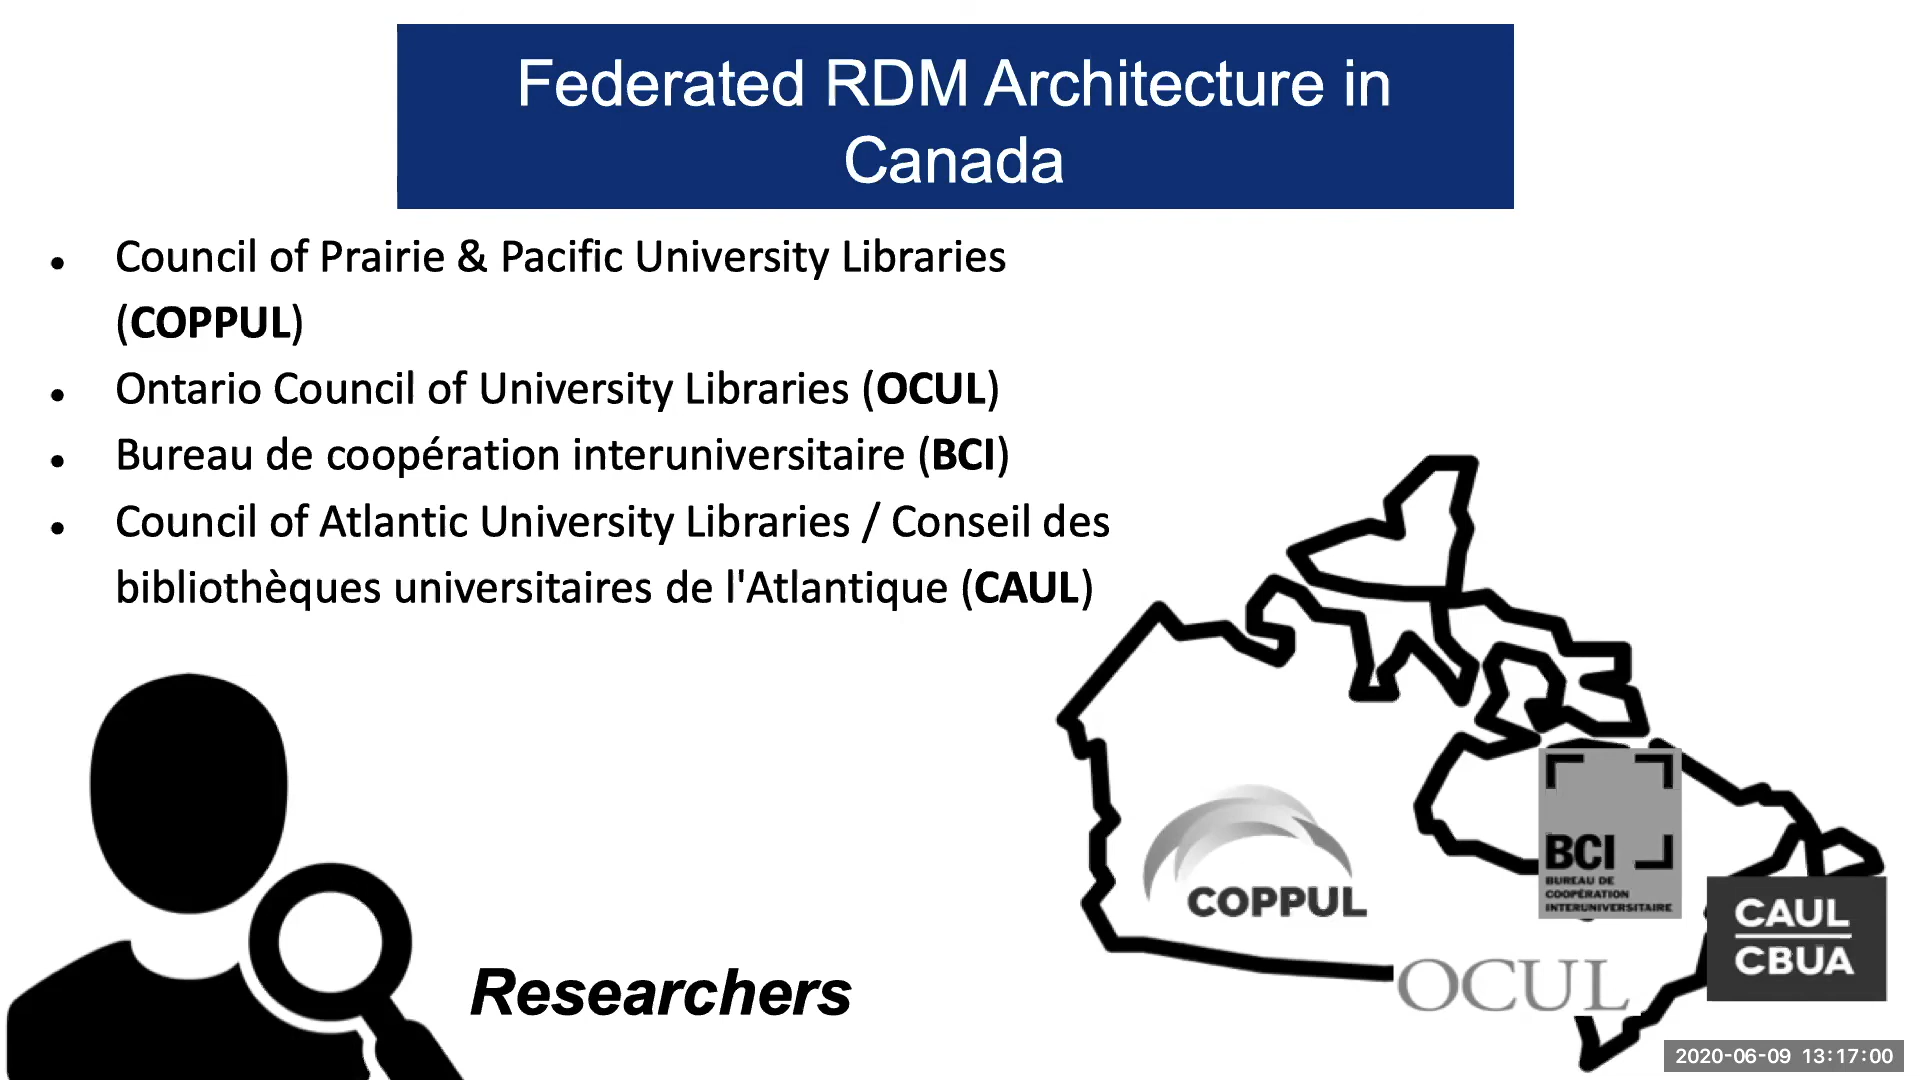 Federated RDM Architecture in
Canada
• Council of Prairie & Pacific University Libraries
(COPPUL)
• Ontario Council of University Libraries (OCUL)
• Bureau de coopération interuniversitaire (BCI)
• Council of Atlantic University Libraries / Conseil des
bibliothèques universitaires de l'Atlantique (CAUL)
COPPUL
BCI
BUREAU DE
COOPÉRATION
INTERUNIVERSITAIRE
CAUL
CBUA
OCUL
Researchers
2020-06-09 13:17:00